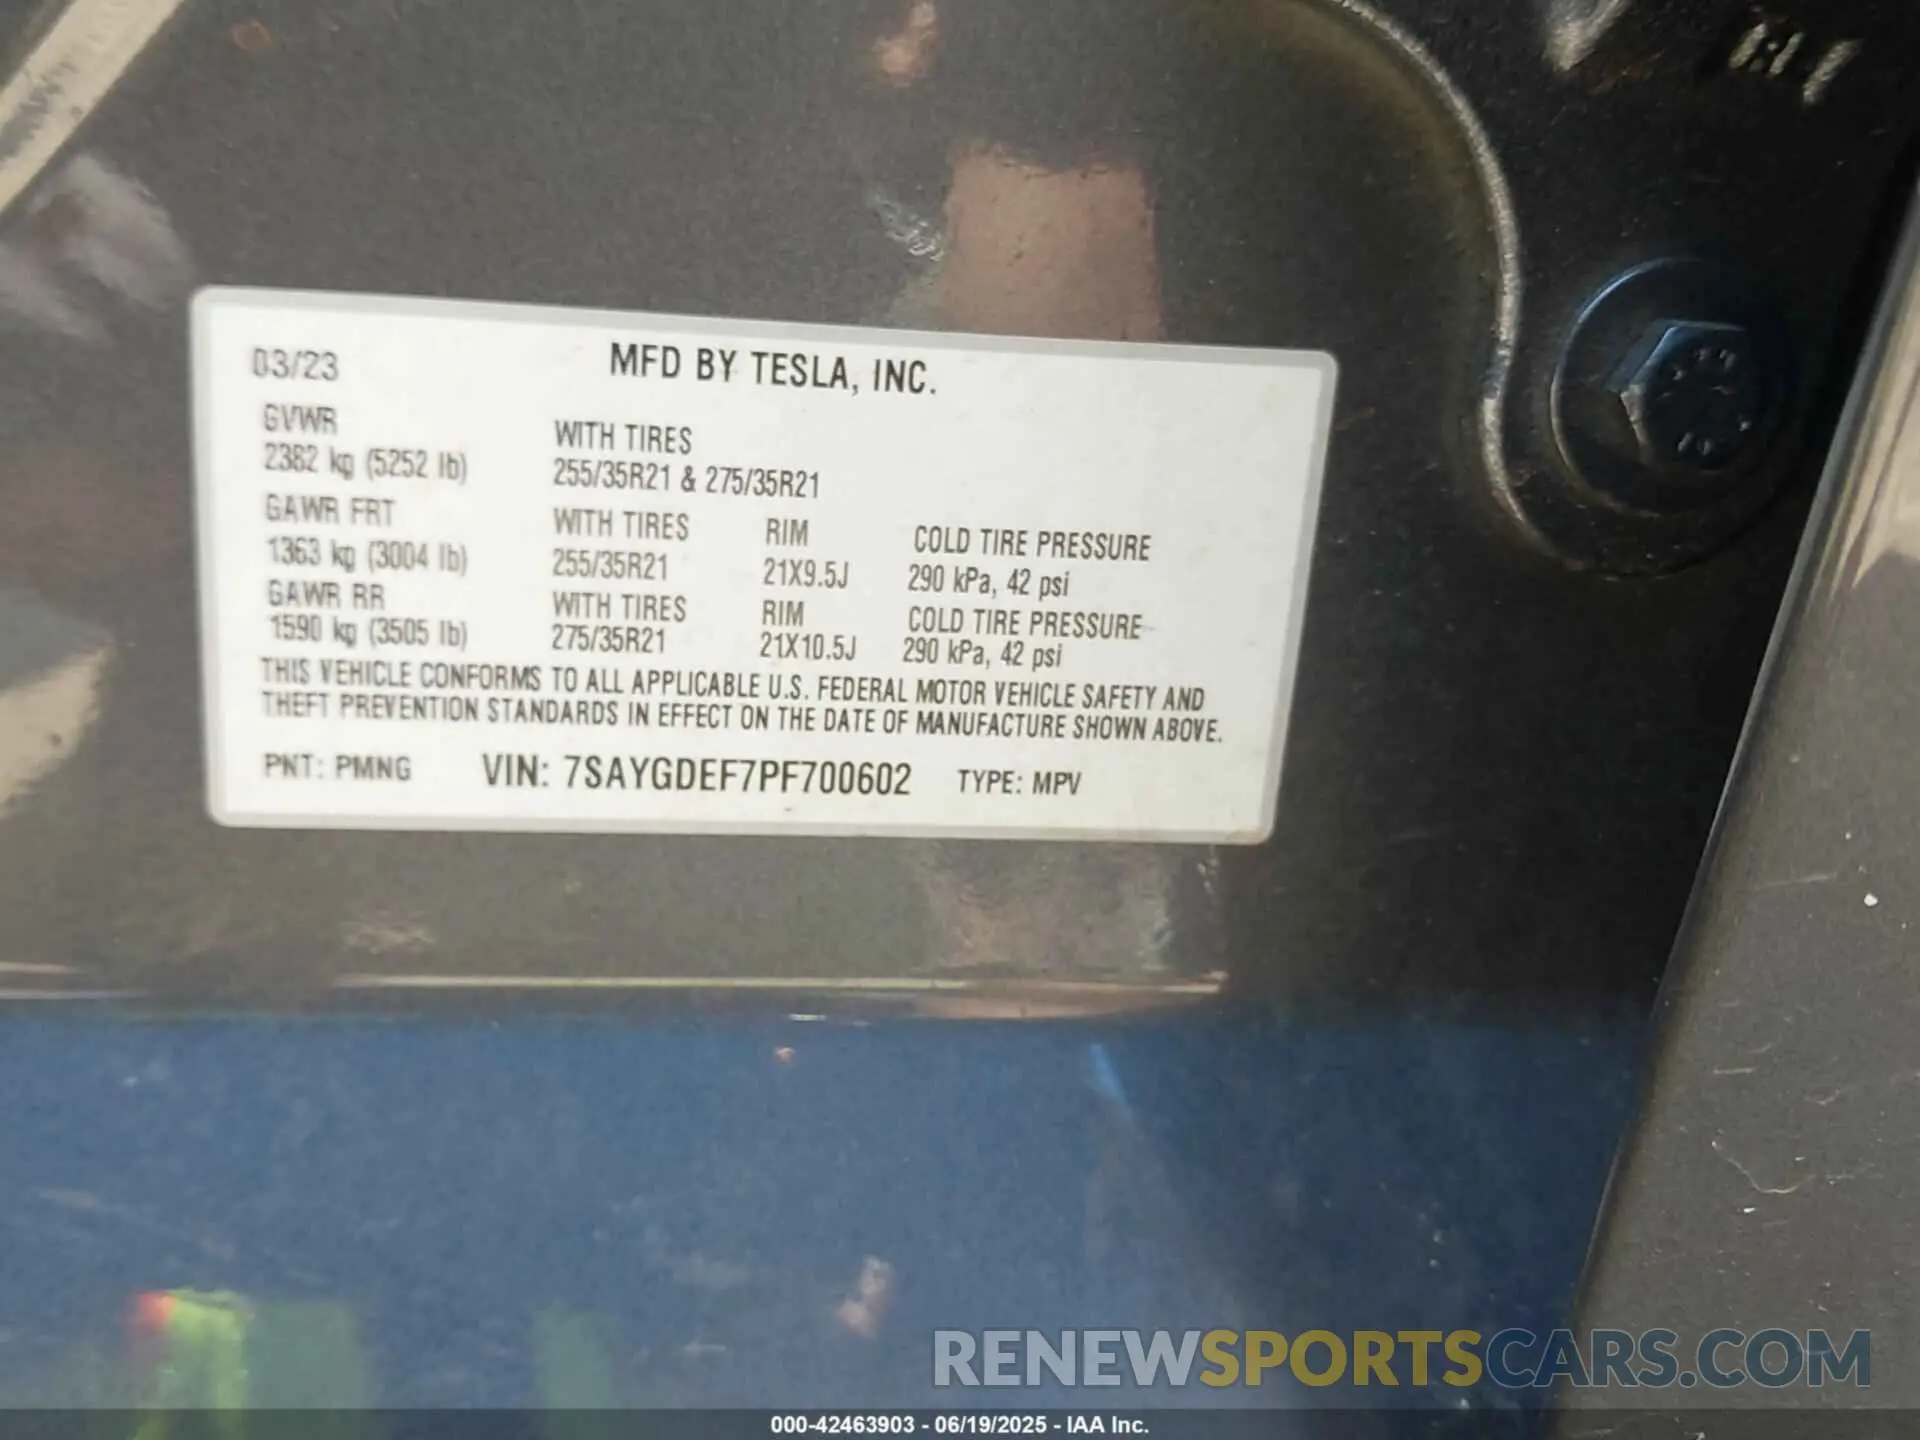 03/23
MFD BY TESLA, INC.
GVWR
2382 kg (5252 lb)
WITH TIRES
255/35R21 & 275/35R21
GAWR FRT WITH TIRES RIM COLD TIRE PRESSURE
1363 kg (3004 lb) 255/35R21 21X9.5J 290 kPa, 42 psi
GAWR RR WITH TIRES RIM COLD TIRE PRESSURE
1590 kg (3505 lb) 275/35R21 21X10.5J 290 kPa, 42 psi
THIS VEHICLE CONFORMS TO ALL APPLICABLE U.S. FEDERAL MOTOR VEHICLE SAFETY AND
THEFT PREVENTION STANDARDS IN EFFECT ON THE DATE OF MANUFACTURE SHOWN ABOVE.
PNT: PMNG VIN: 7SAYGDEF7PF700602 TYPE: MPV
RENEWSPORTSCARS.COM
000-42463903 - 06/19/2025 - IAA Inc.